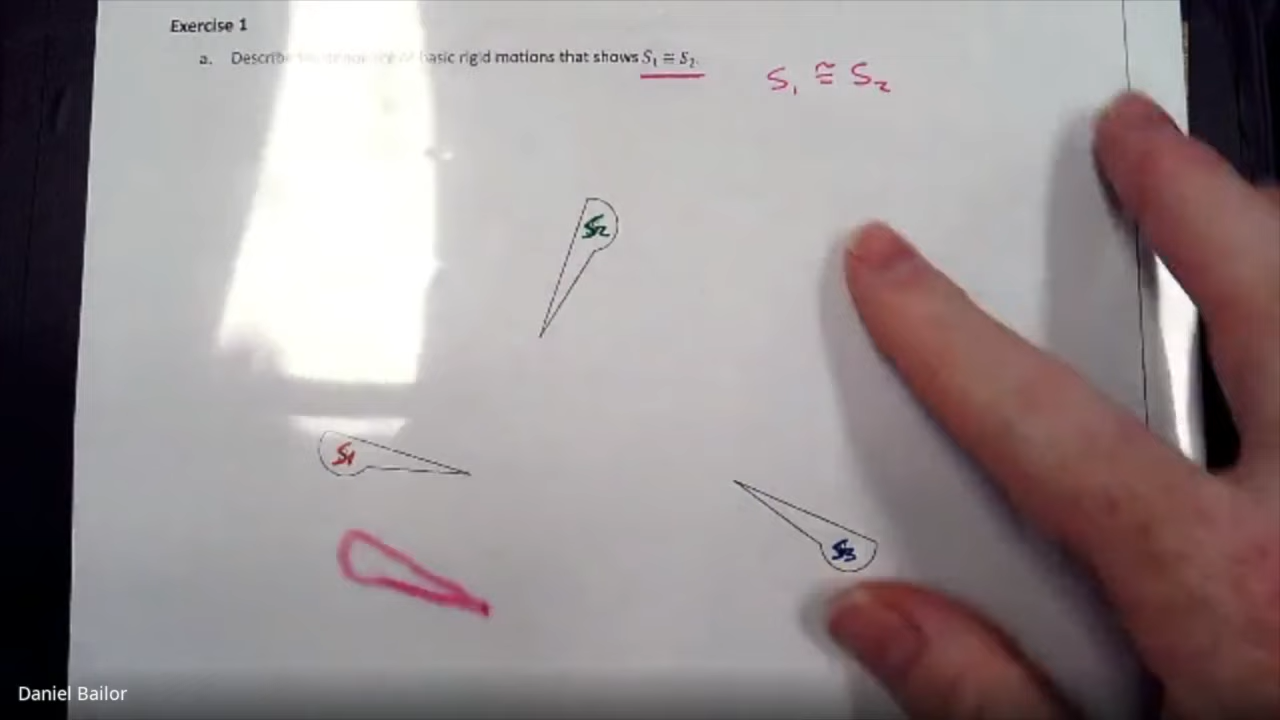 Exercise 1
a. Describe basic rigid motions that shows S₁ ≅ S₂.
S₁ ≅ S₂
S₂
S₁
S₃
Daniel Bailor